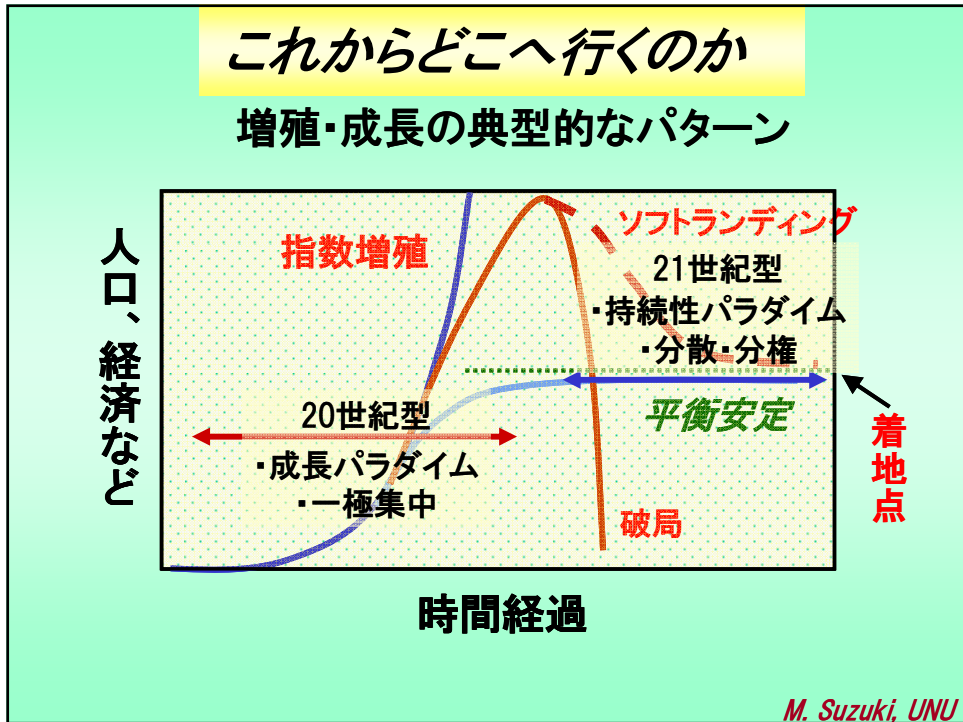 これからどこへ行くのか
増殖・成長の典型的なパターン
人口、経済など
指数増殖
ソフトランディング
21世紀型
・持続性パラダイム
・分散・分権
20世紀型
・成長パラダイム
・一極集中
平衡安定
着地点
破局
時間経過
M. Suzuki, UNU